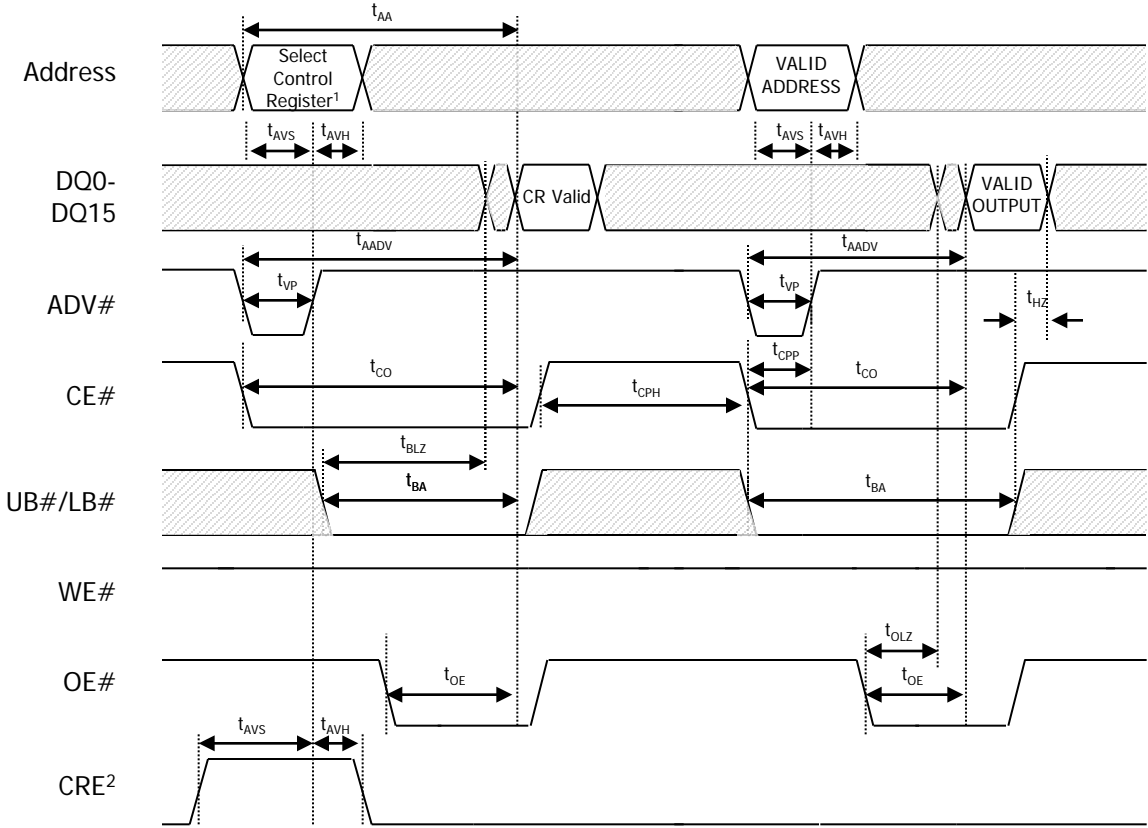 tAA
Address
Select
Control
Register1
VALID
ADDRESS
tAVS
tAVH
tAVS
tAVH
DQ0-
DQ15
CR Valid
VALID
OUTPUT
tAADV
tAADV
ADV#
tVP
tVP
tHZ
CE#
tCO
tCPH
tCPP
tCO
tBLZ
UB#/LB#
tBA
tBA
WE#
OE#
tOE
tOLZ
tOE
tAVS
tAVH
CRE2